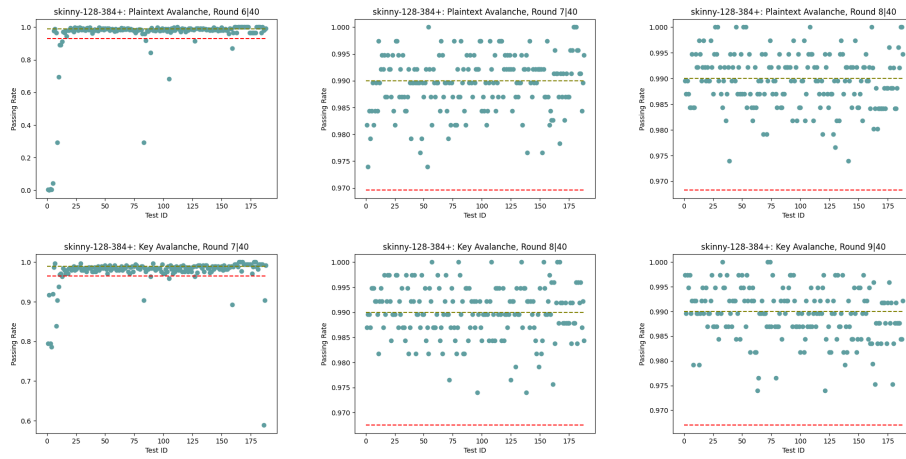 skinny-128-384+: Plaintext Avalanche, Round 6|40
Passing Rate
1.0
0.8
0.6
0.4
0.2
0.0
0 25 50 75 100 125 150 175
Test ID
skinny-128-384+: Plaintext Avalanche, Round 7|40
Passing Rate
1.000
0.995
0.990
0.985
0.980
0.975
0.970
0 25 50 75 100 125 150 175
Test ID
skinny-128-384+: Plaintext Avalanche, Round 8|40
Passing Rate
1.000
0.995
0.990
0.985
0.980
0.975
0.970
0 25 50 75 100 125 150 175
Test ID
skinny-128-384+: Key Avalanche, Round 7|40
Passing Rate
1.0
0.9
0.8
0.7
0.6
0 25 50 75 100 125 150 175
Test ID
skinny-128-384+: Key Avalanche, Round 8|40
Passing Rate
1.000
0.995
0.990
0.985
0.980
0.975
0.970
0 25 50 75 100 125 150 175
Test ID
skinny-128-384+: Key Avalanche, Round 9|40
Passing Rate
1.000
0.995
0.990
0.985
0.980
0.975
0.970
0 25 50 75 100 125 150 175
Test ID